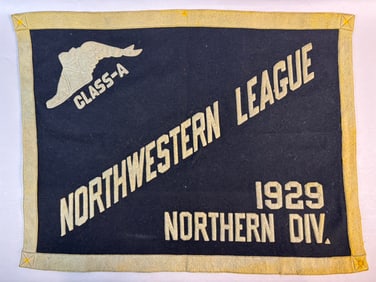 CLASS-A
NORTHWESTERN LEAGUE
1929
NORTHERN DIV.